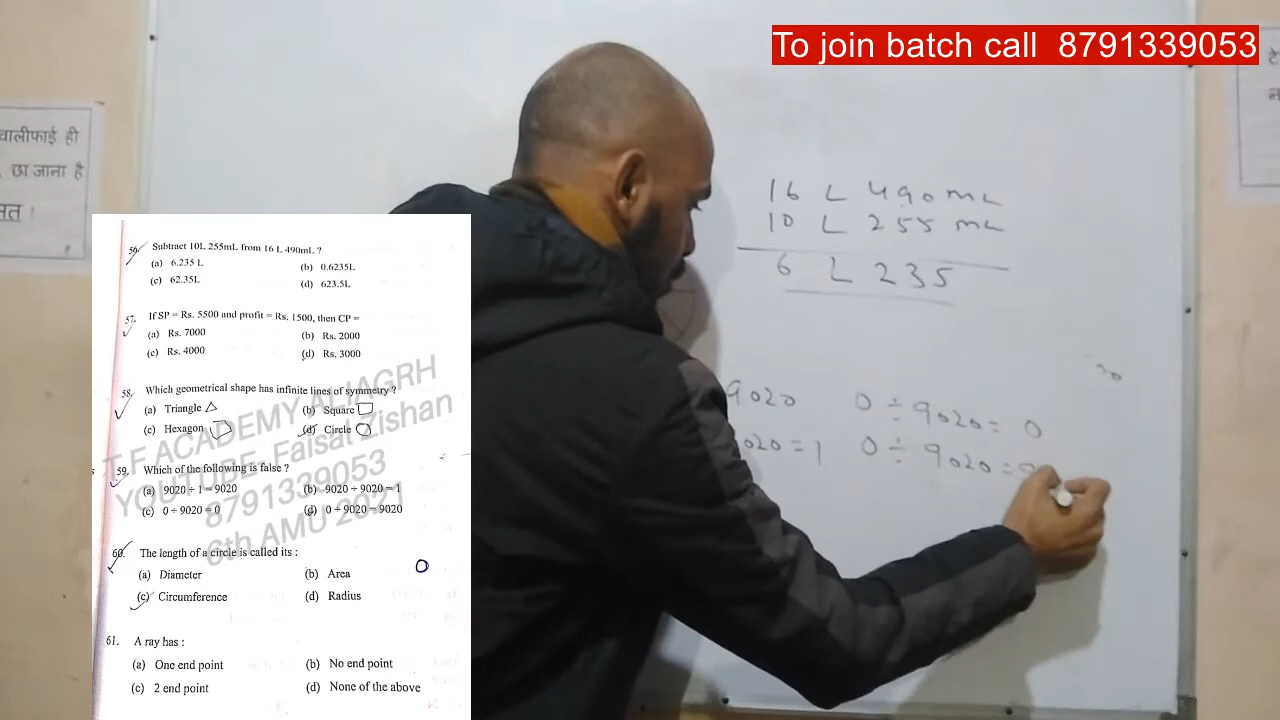 To join batch call 8791339053
वालीफाई ही
छा जाना है
16 L 490 mL
10 L 255 mL
6 L 235
9020 0 ÷ 9020 = 0
9020 = 1 0 ÷ 9020 =
56. Subtract 10L 255mL from 16 L 490mL ?
(a) 6.235 L (b) 0.6235L
(c) 62.35L (d) 623.5L
57. If SP = Rs. 5500 and profit = Rs. 1500, then CP =
(a) Rs. 7000 (b) Rs. 2000
(c) Rs. 4000 (d) Rs. 3000
58. Which geometrical shape has infinite lines of symmetry ?
(a) Triangle (b) Square
(c) Hexagon (d) Circle
59. Which of the following is false ?
(a) 9020 ÷ 1 = 9020 (b) 9020 ÷ 9020 = 1
(c) 0 ÷ 9020 = 0 (d) 0 ÷ 9020 = 9020
60. The length of a circle is called its :
(a) Diameter (b) Area
(c) Circumference (d) Radius
61. A ray has :
(a) One end point (b) No end point
(c) 2 end point (d) None of the above
T.F ACADEMY ALIAGRH
YOUTUBE- Faisat Zishan
8791339053
6th AMU 2021